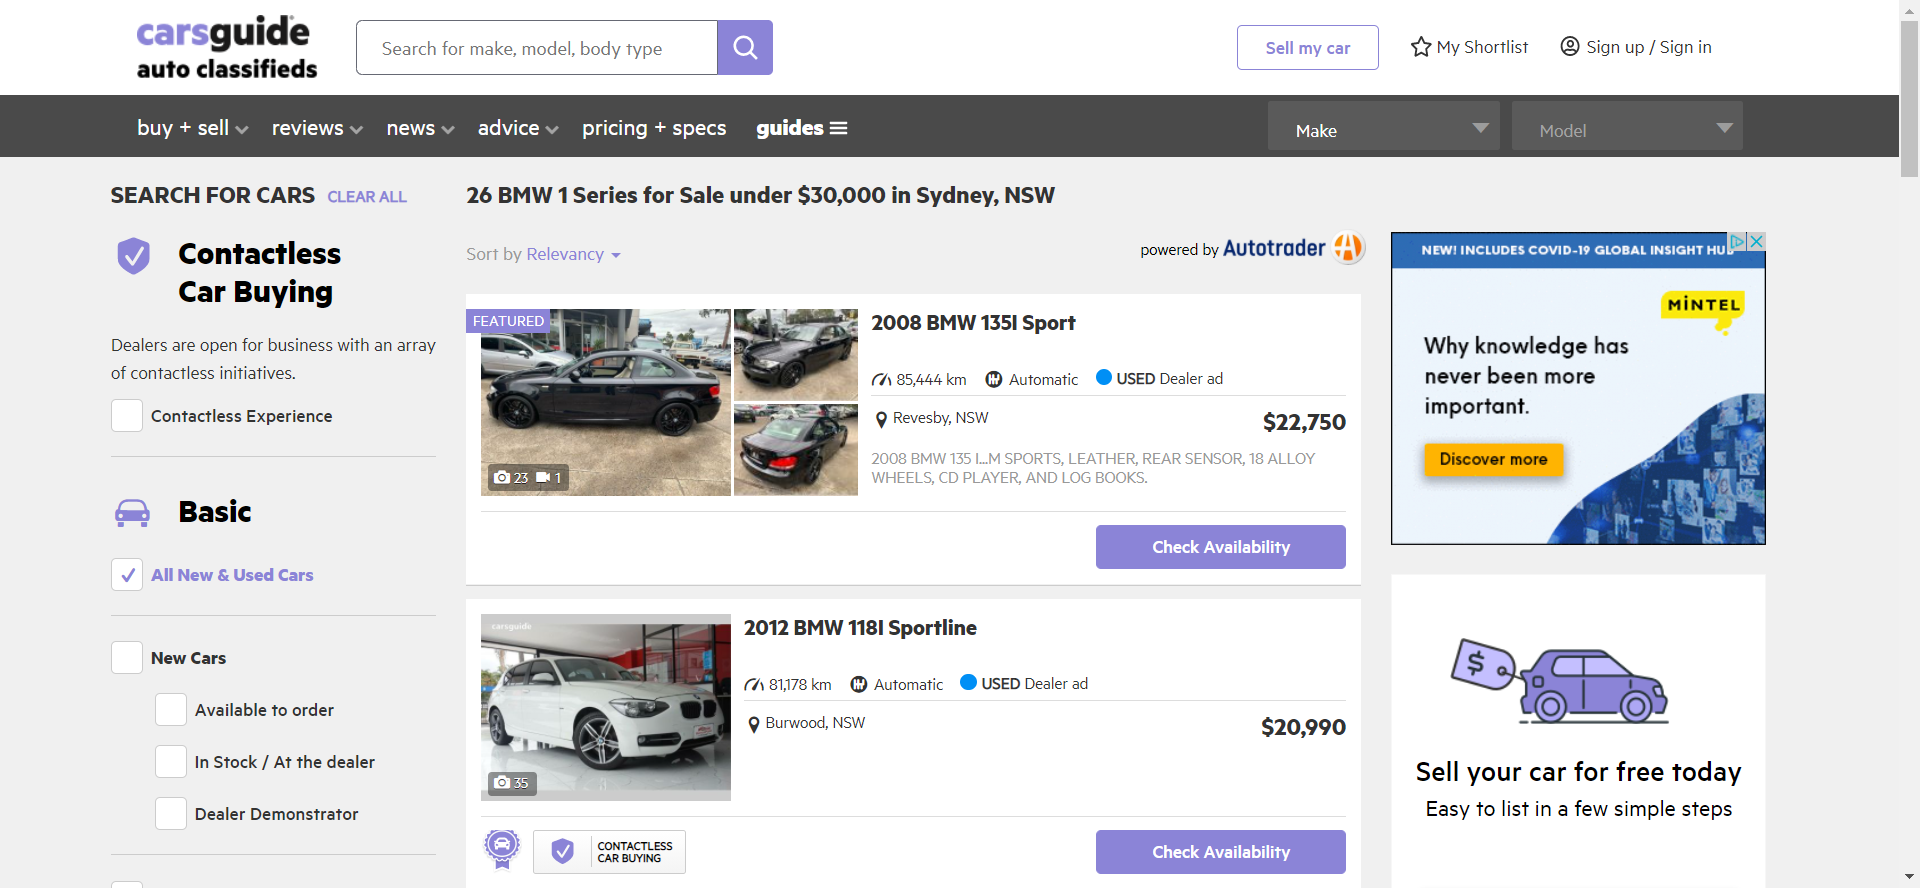 carsguide
auto classifieds
Search for make, model, body type
Sell my car
My Shortlist
Sign up / Sign in
buy + sell
reviews
news
advice
pricing + specs
guides
Make
Model
SEARCH FOR CARS CLEAR ALL
Contactless
Car Buying
Dealers are open for business with an array
of contactless initiatives.
Contactless Experience
Basic
All New & Used Cars
New Cars
Available to order
In Stock / At the dealer
Dealer Demonstrator
26 BMW 1 Series for Sale under $30,000 in Sydney, NSW
Sort by Relevancy
powered by Autotrader
FEATURED
23 1
2008 BMW 135I Sport
85,444 km Automatic USED Dealer ad
Revesby, NSW
$22,750
2008 BMW 135 I...M SPORTS, LEATHER, REAR SENSOR, 18 ALLOY
WHEELS, CD PLAYER, AND LOG BOOKS.
Check Availability
carsguide
35
2012 BMW 118I Sportline
81,178 km Automatic USED Dealer ad
Burwood, NSW
$20,990
CONTACTLESS
CAR BUYING
Check Availability
NEW! INCLUDES COVID-19 GLOBAL INSIGHT HUB
MiNTEL
Why knowledge has
never been more
important.
Discover more
$
Sell your car for free today
Easy to list in a few simple steps